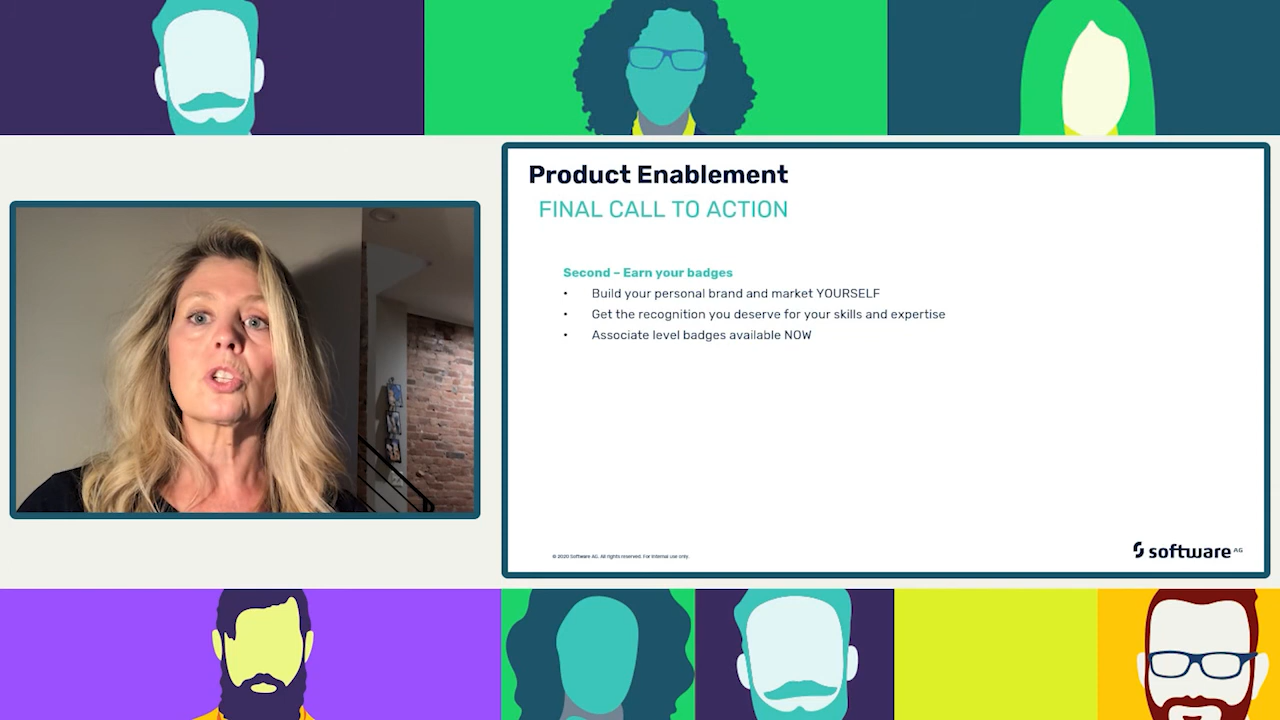 Product Enablement
FINAL CALL TO ACTION
Second – Earn your badges
• Build your personal brand and market YOURSELF
• Get the recognition you deserve for your skills and expertise
• Associate level badges available NOW
© 2020 Software AG. All rights reserved. For internal use only.
software AG